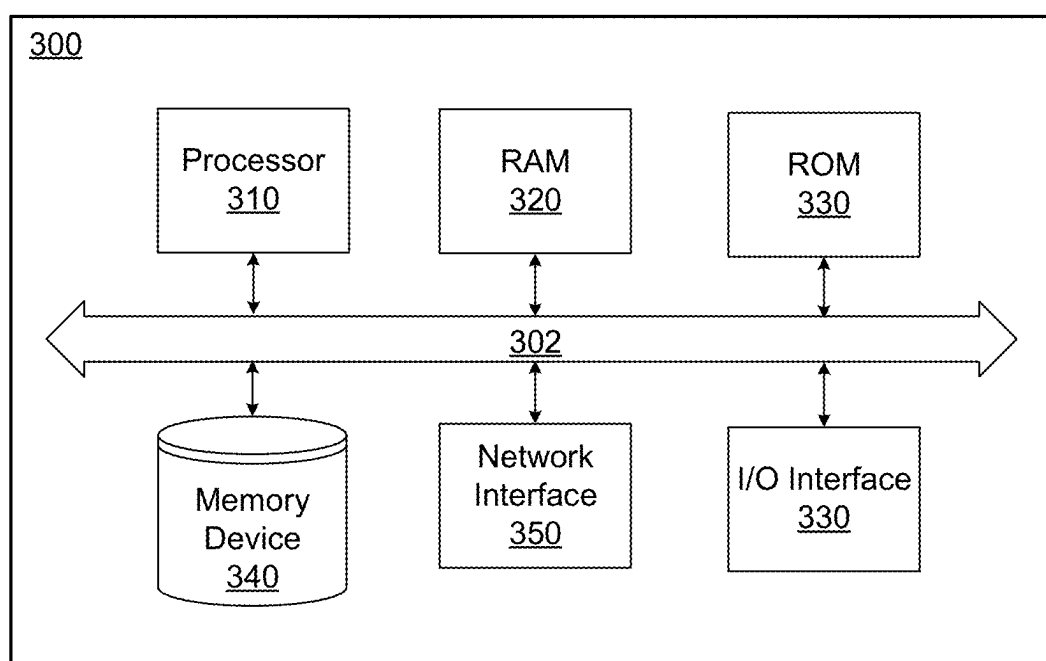 300
Processor
310
RAM
320
ROM
330
302
Memory
Device
340
Network
Interface
350
I/O Interface
330